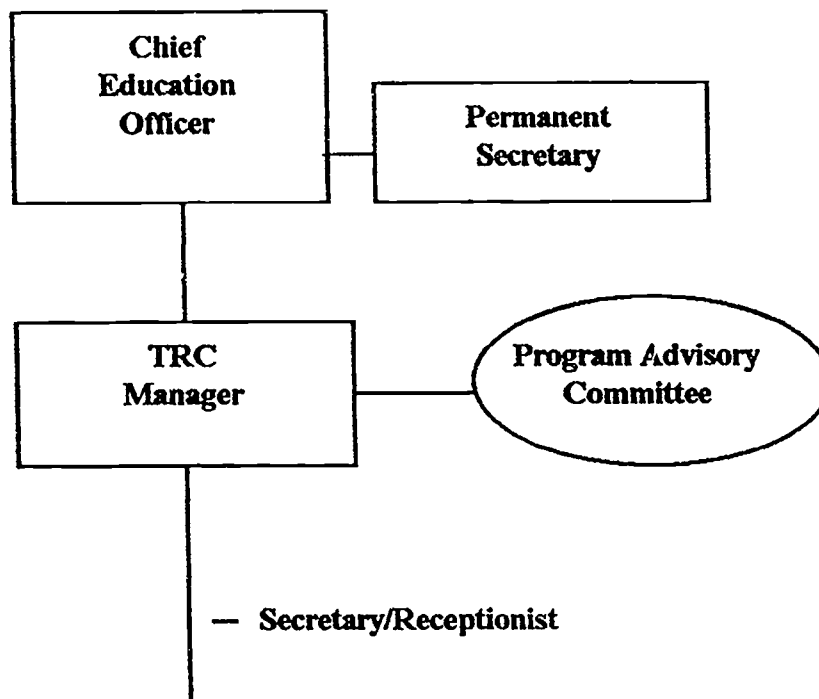 Chief
Education
Officer
Permanent
Secretary
TRC
Manager
Program Advisory
Committee
— Secretary/Receptionist